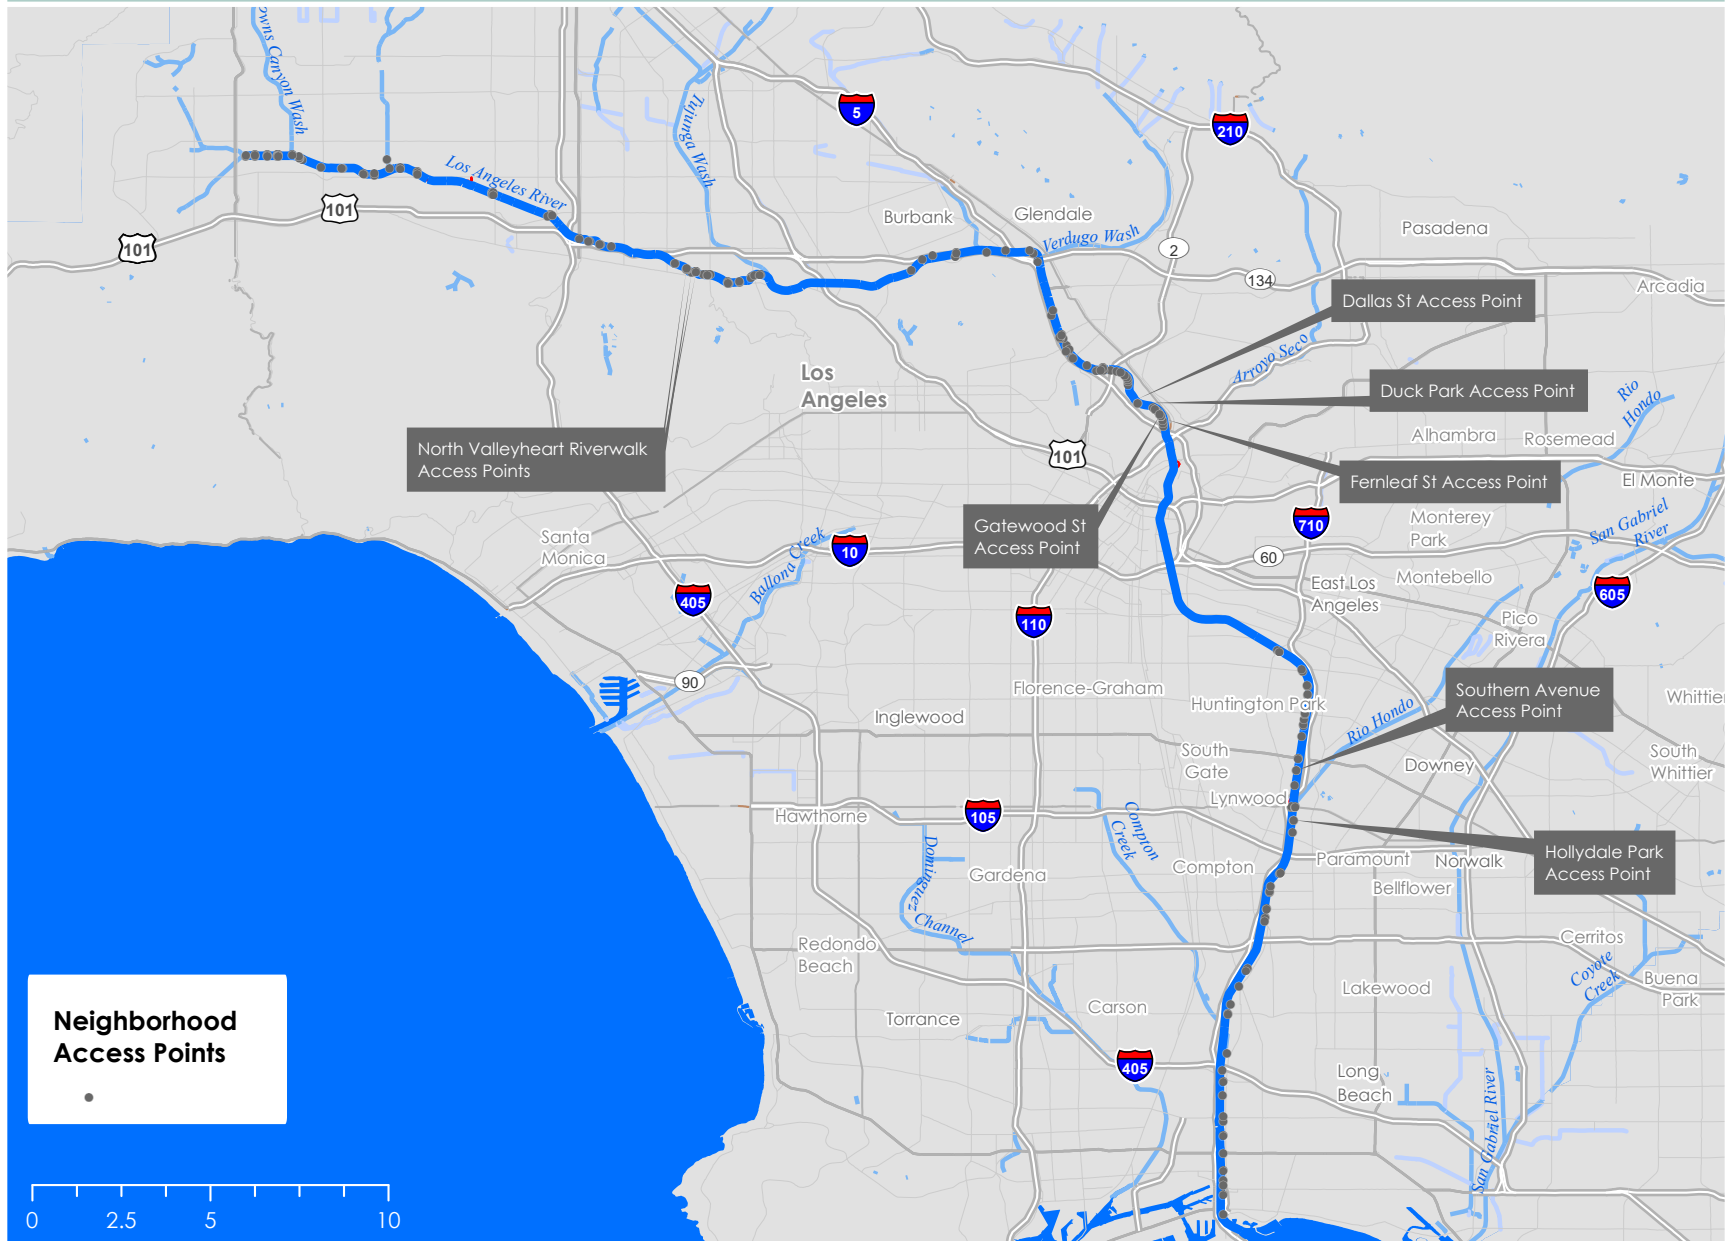 owns Canyon Wash
Tujunga Wash
5
210
Los Angeles River
101
101
Burbank
Glendale
Verdugo Wash
Pasadena
2
134
Arcadia
Dallas St Access Point
Arroyo Seco
Los
Angeles
Duck Park Access Point
Rio
Hondo
North Valleyheart Riverwalk
Access Points
101
Alhambra
Rosemead
Fernleaf St Access Point
El Monte
Gatewood St
Access Point
710
Monterey
Park
San Gabriel
River
Santa
Monica
Ballona Creek
10
60
405
East Los
Angeles
Montebello
605
110
Pico
Rivera
90
Florence-Graham
Huntington Park
Southern Avenue
Access Point
Whittier
Inglewood
Rio Hondo
South
Gate
Downey
South
Whittier
Lynwood
Hawthorne
105
Compton
Creek
Dominguez
Channel
Gardena
Compton
Paramount
Norwalk
Hollydale Park
Access Point
Bellflower
Redondo
Beach
Cerritos
Coyote
Creek
Buena
Park
Lakewood
Carson
Torrance
Neighborhood
Access Points
405
Long
Beach
San Gabriel River
0 2.5 5 10